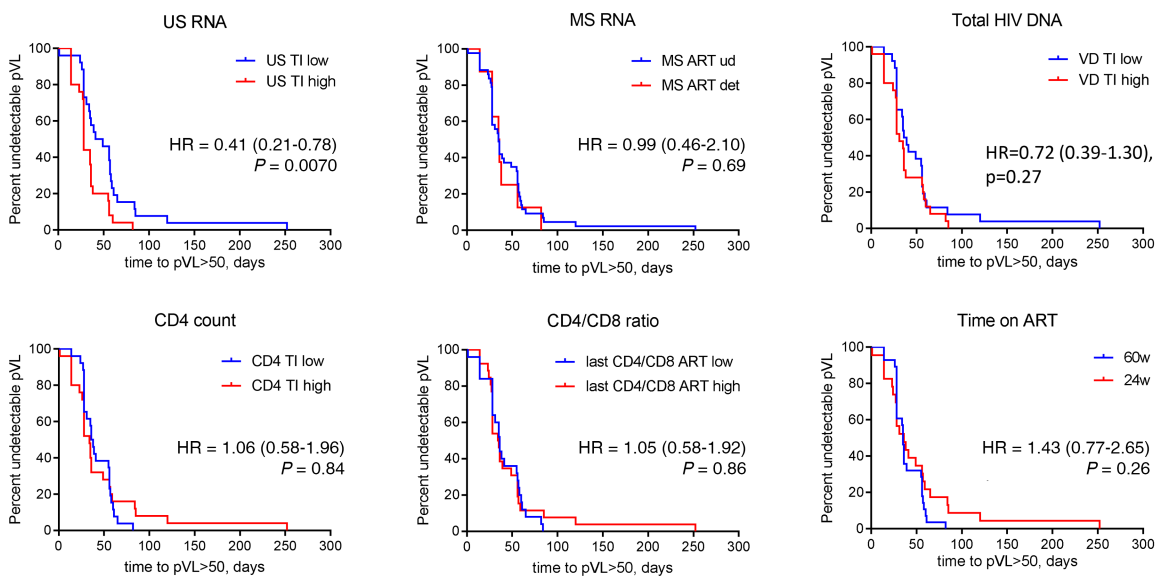 US RNA
Percent undetectable pVL
100
80
60
40
20
0
US TI low
US TI high
HR = 0.41 (0.21-0.78)
P = 0.0070
0 50 100 150 200 250 300
time to pVL>50, days
MS RNA
Percent undetectable pVL
100
80
60
40
20
0
MS ART ud
MS ART det
HR = 0.99 (0.46-2.10)
P = 0.69
0 50 100 150 200 250 300
time to pVL>50, days
Total HIV DNA
Percent undetectable pVL
100
80
60
40
20
0
VD TI low
VD TI high
HR=0.72 (0.39-1.30),
p=0.27
0 50 100 150 200 250 300
time to pVL>50, days
CD4 count
Percent undetectable pVL
100
80
60
40
20
0
CD4 TI low
CD4 TI high
HR = 1.06 (0.58-1.96)
P = 0.84
0 50 100 150 200 250 300
time to pVL>50, days
CD4/CD8 ratio
Percent undetectable pVL
100
80
60
40
20
0
last CD4/CD8 ART low
last CD4/CD8 ART high
HR = 1.05 (0.58-1.92)
P = 0.86
0 50 100 150 200 250 300
time to pVL>50, days
Time on ART
Percent undetectable pVL
100
80
60
40
20
0
60w
24w
HR = 1.43 (0.77-2.65)
P = 0.26
0 50 100 150 200 250 300
time to pVL>50, days